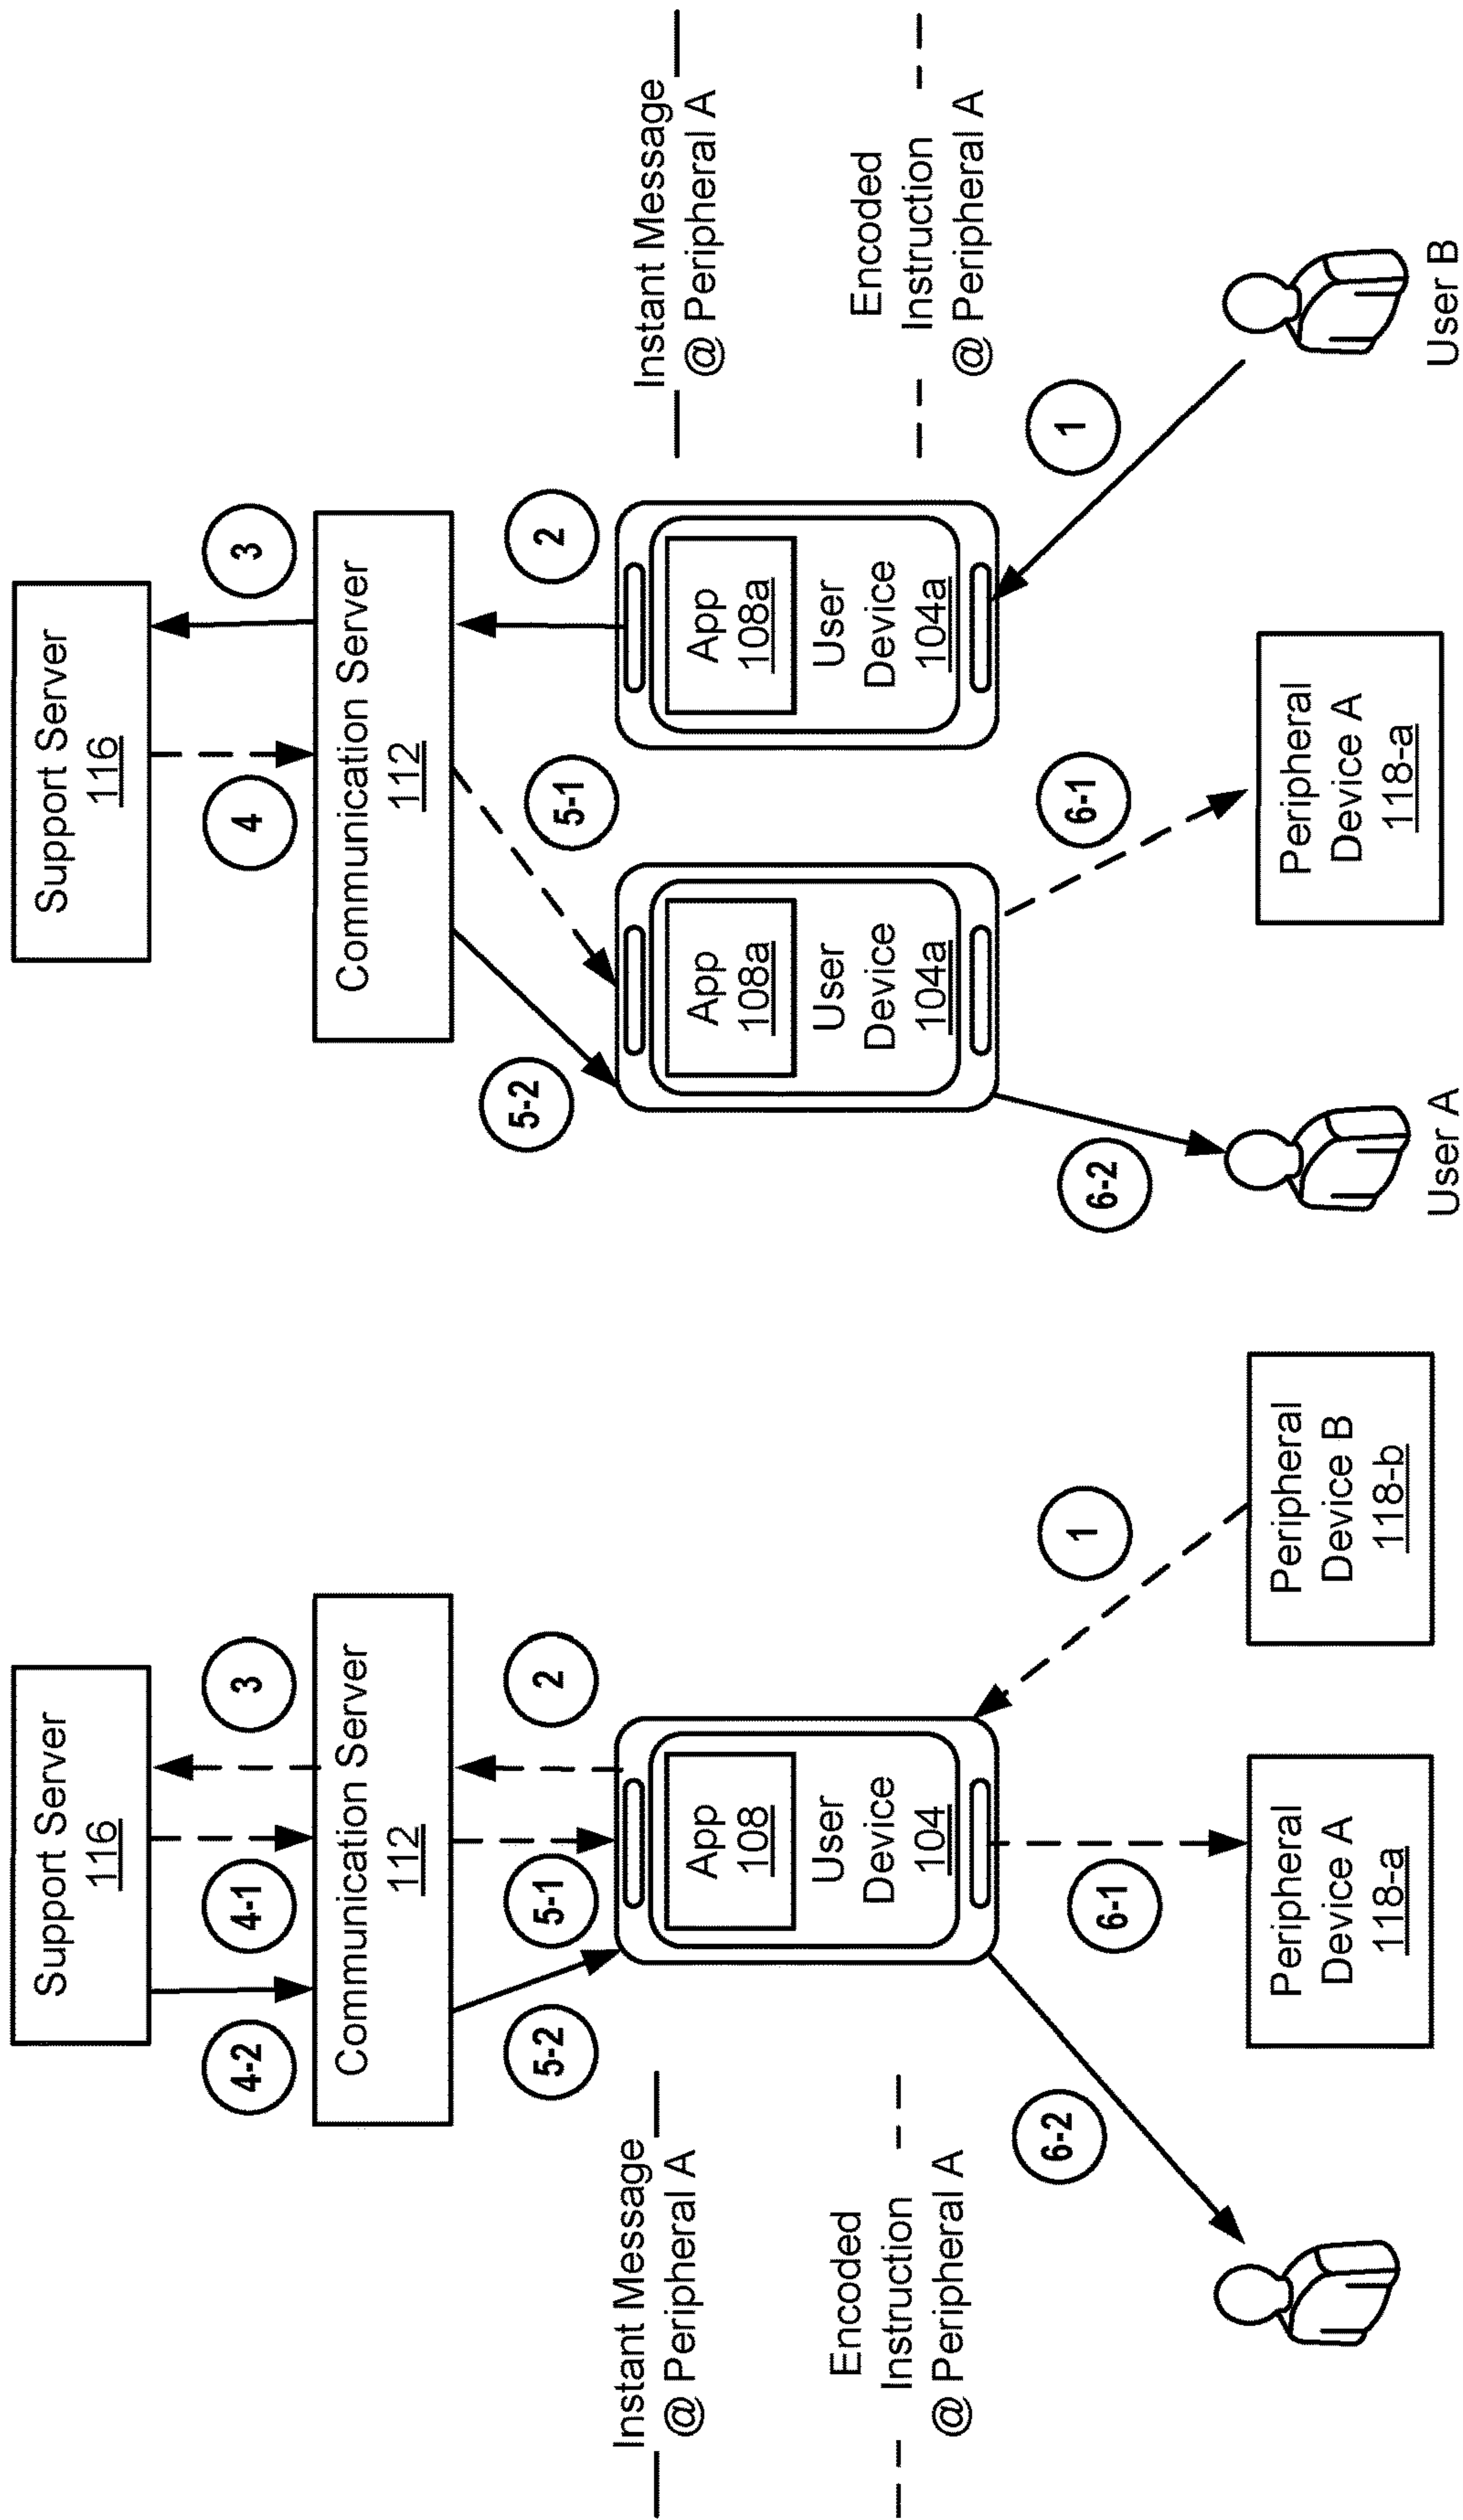 Support Server
116
4-2
4-1
3
Communication Server
112
5-2
5-1
2
Instant Message
@ Peripheral A
App
108
User
Device
104
Encoded
Instruction
@ Peripheral A
6-2
6-1
1
Peripheral
Device A
118-a
Peripheral
Device B
118-b
Support Server
116
4
3
Communication Server
112
5-2
5-1
2
App
108a
User
Device
104a
App
108a
User
Device
104a
Instant Message
@ Peripheral A
Encoded
Instruction
@ Peripheral A
6-2
6-1
1
Peripheral
Device A
118-a
User A
User B